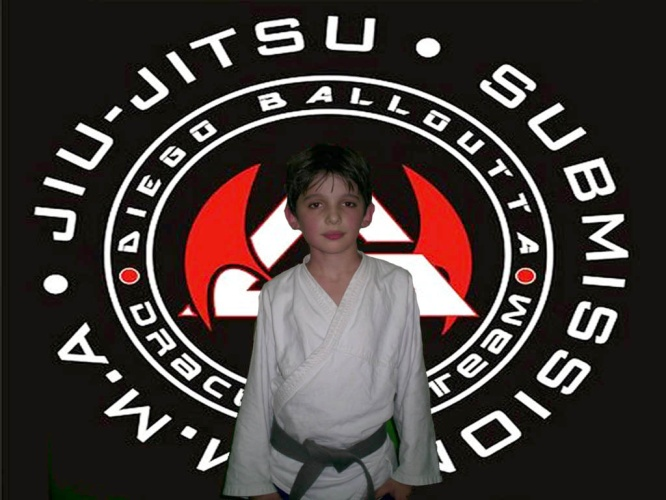 JIU-JITSU • SUBMISSION
M.M.A •
• DIEGO BALLOUTTA •
TEAM